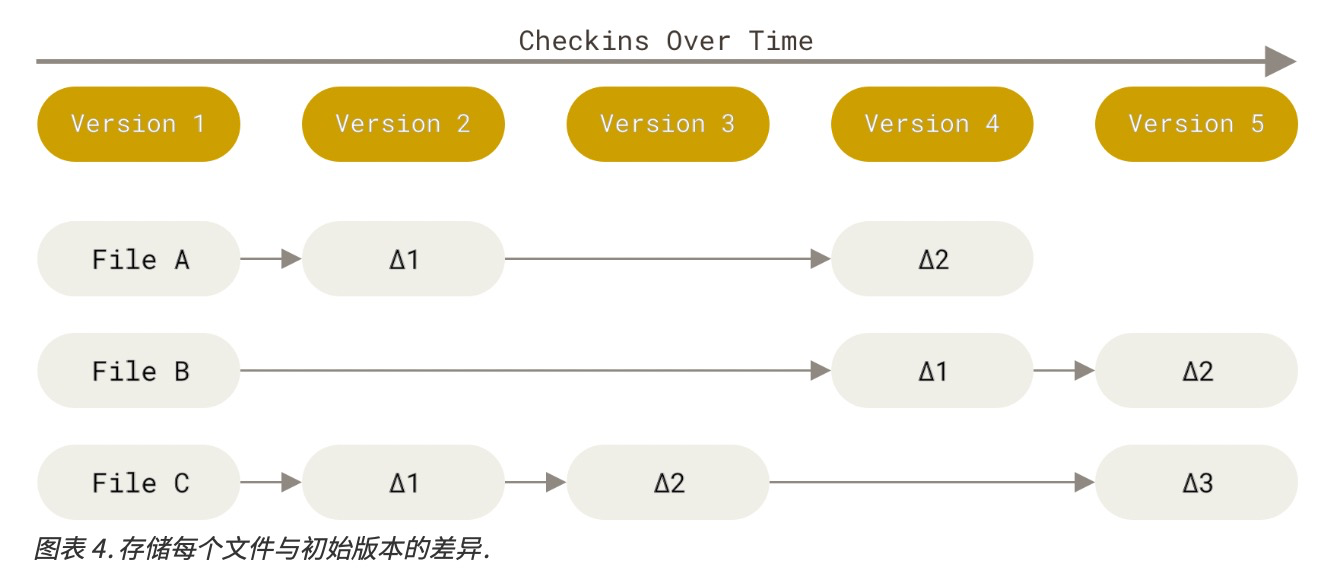 Checkins Over Time
Version 1 Version 2 Version 3 Version 4 Version 5
File A Δ1 Δ2
File B Δ1 Δ2
File C Δ1 Δ2 Δ3
图表 4. 存储每个文件与初始版本的差异.